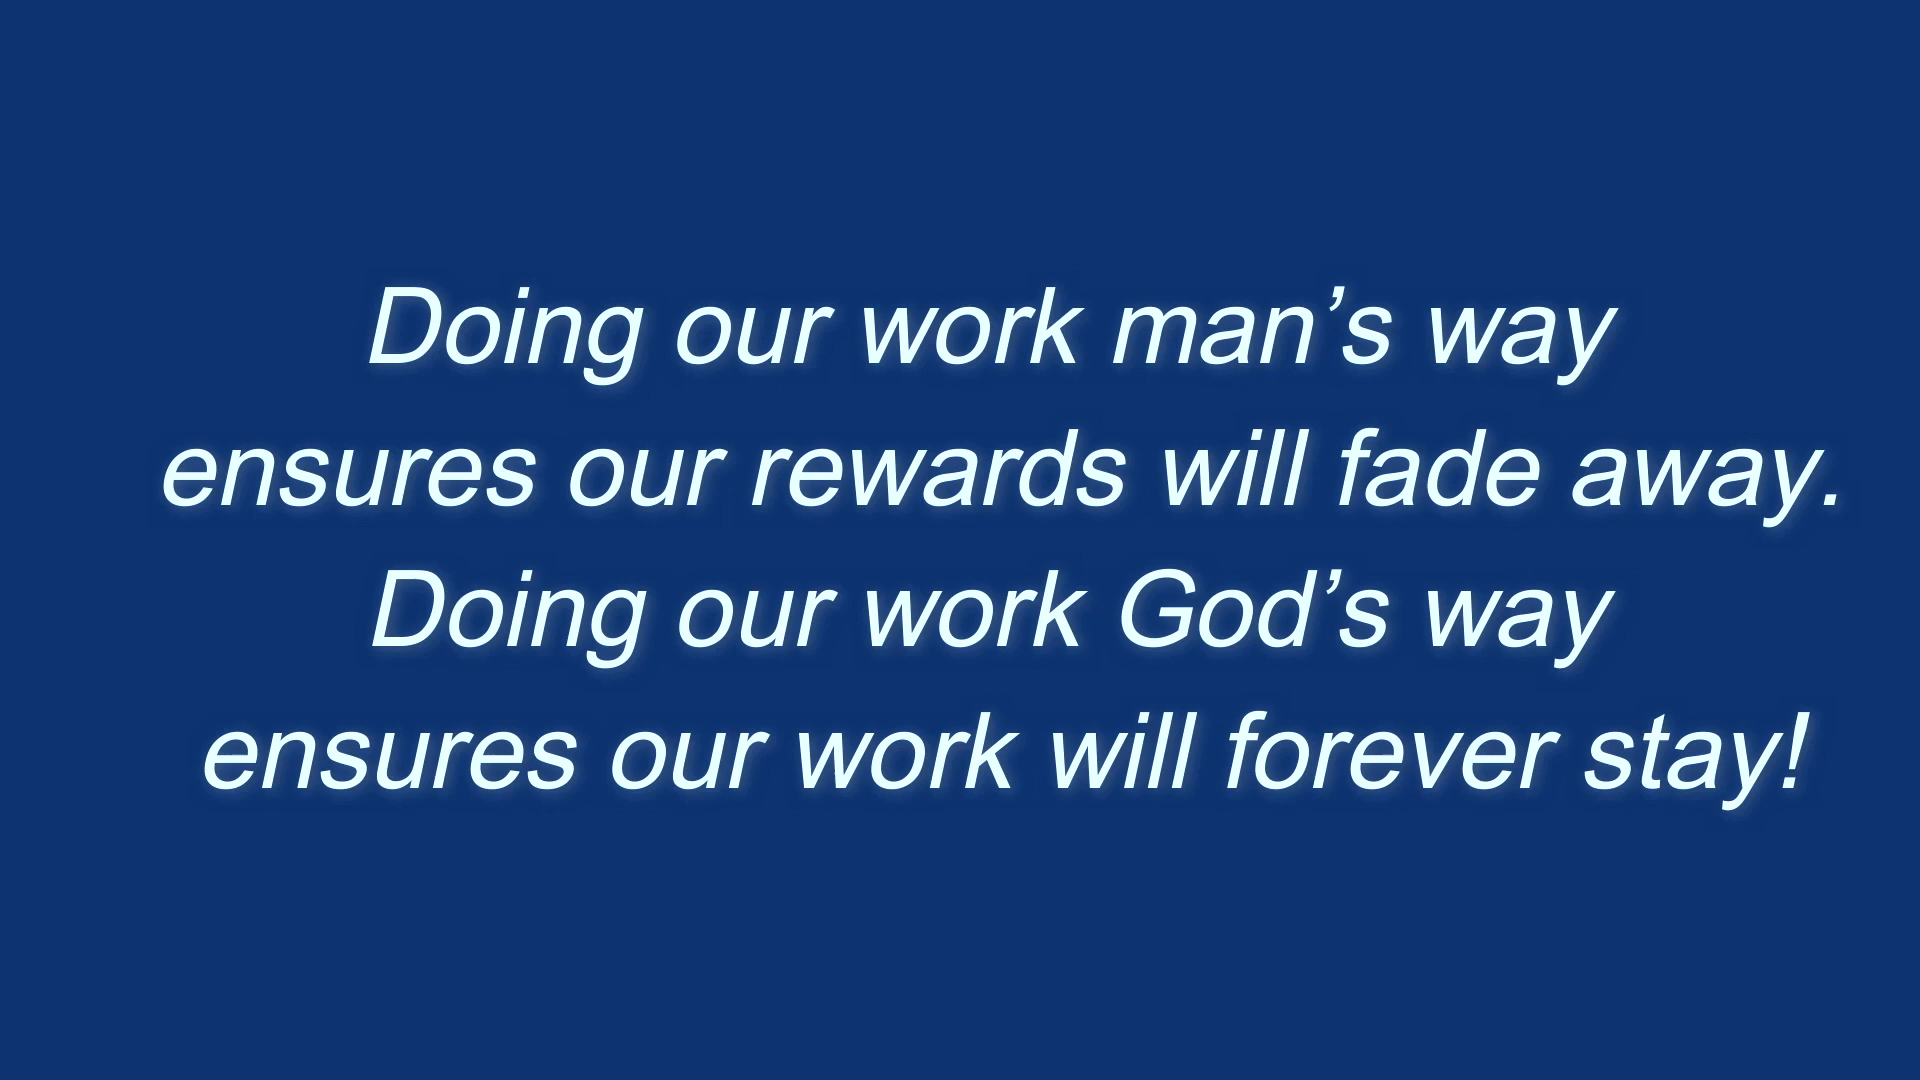 Doing our work man’s way
ensures our rewards will fade away.
Doing our work God’s way
ensures our work will forever stay!